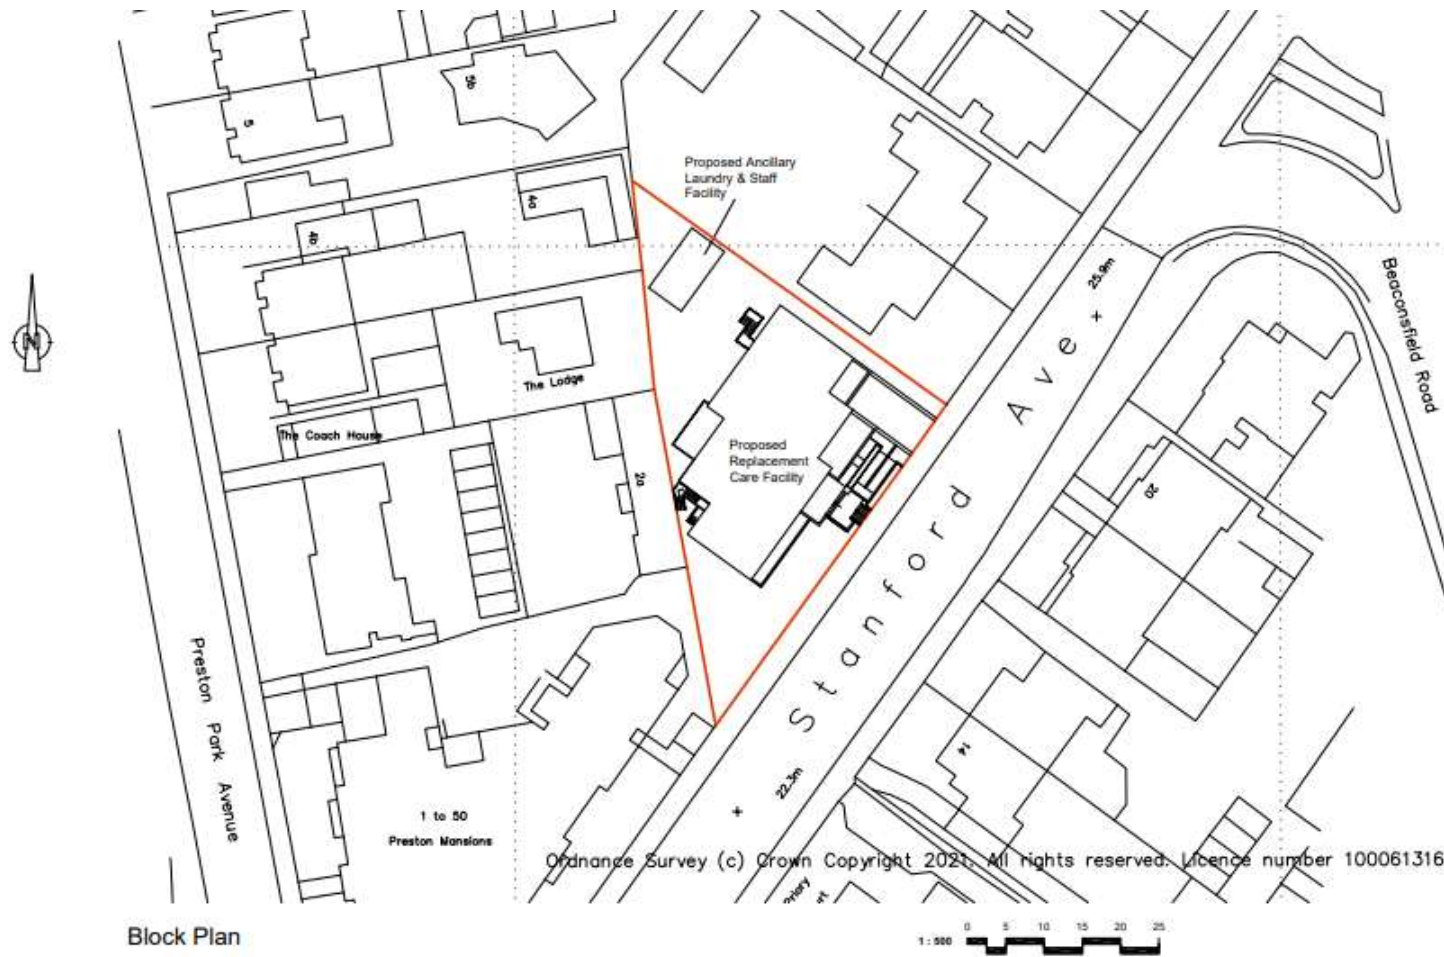 5
5b
Proposed Ancillary
Laundry & Staff
Facility
4a
4b
25.9m
Beaconsfield Road
N
The Lodge
The Coach House
Proposed
Replacement
Care Facility
2a
20
Stanford Ave
Preston Park Avenue
14
22.3m
1 to 50
Preston Mansions
Ordnance Survey (c) Crown Copyright 2021. All rights reserved. Licence number 100061316
Priory
Block Plan
1:500
0 5 10 15 20 25